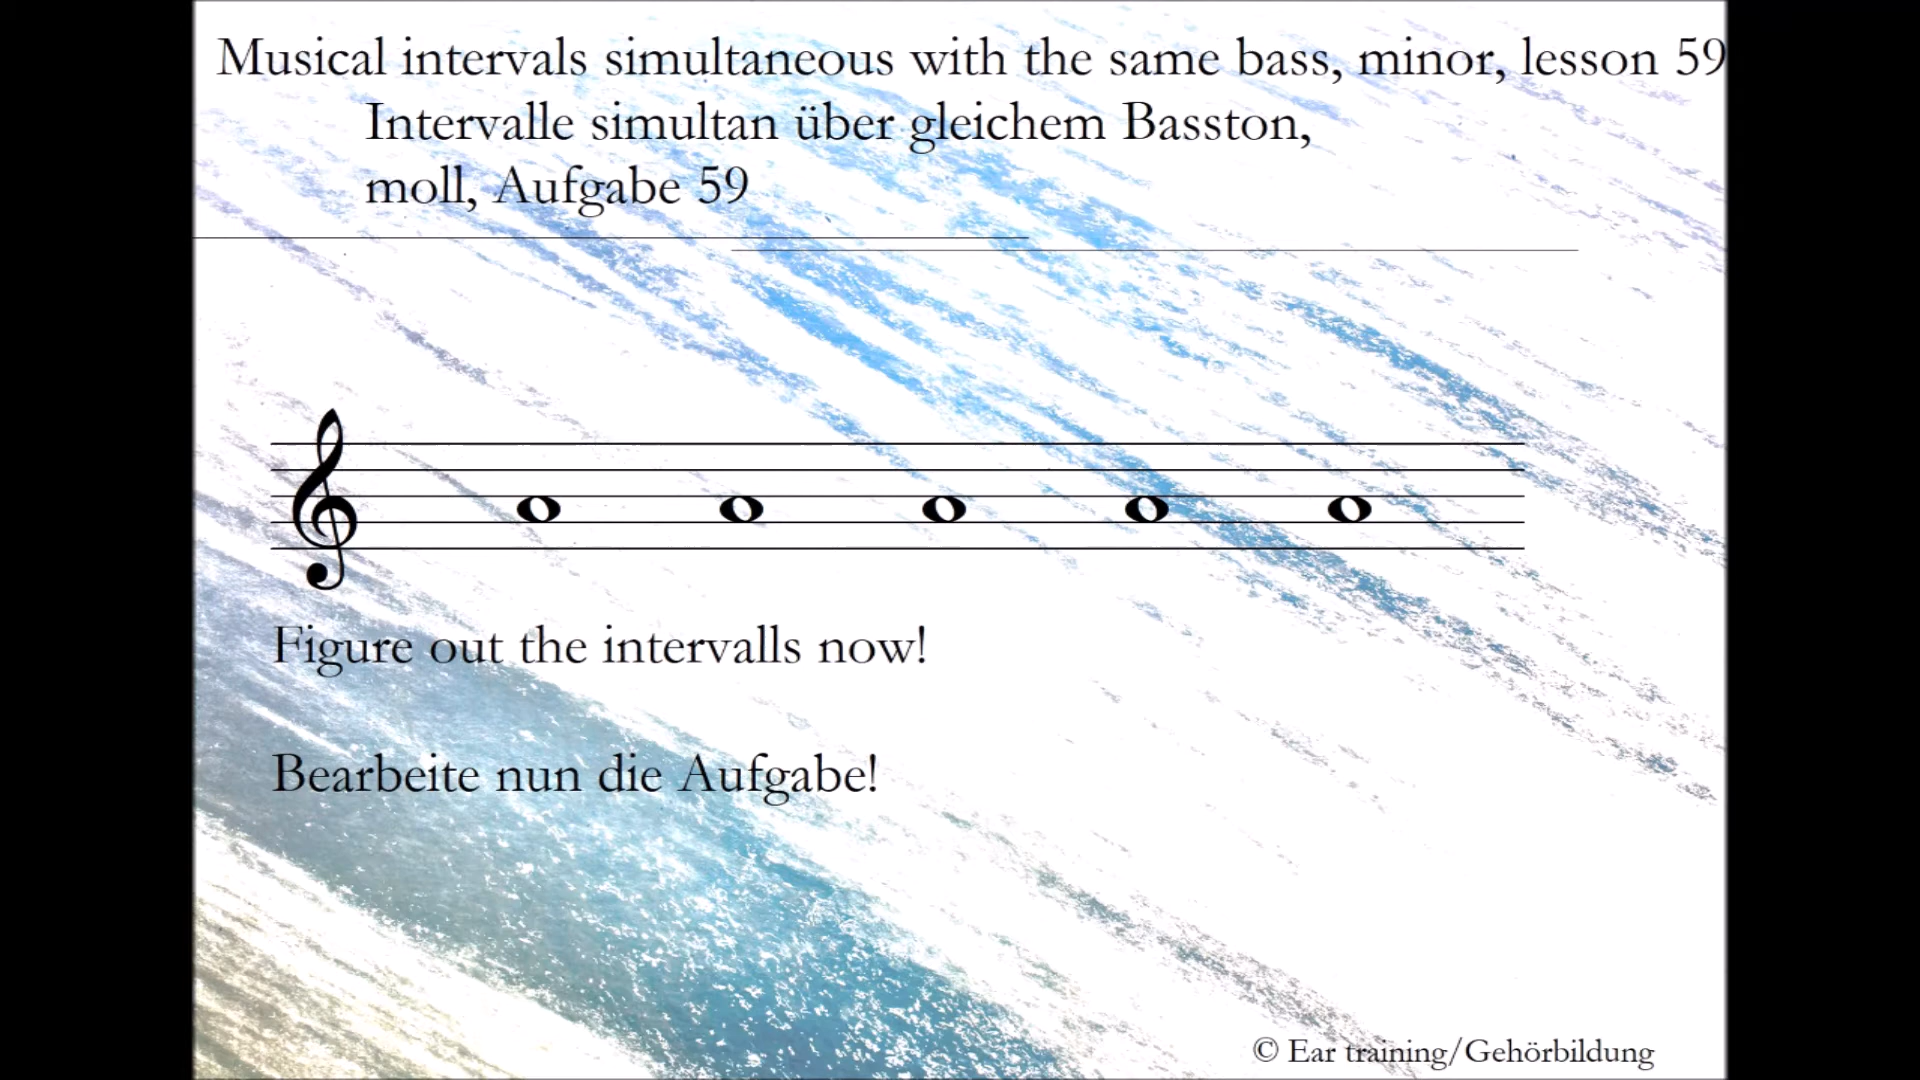 Musical intervals simultaneous with the same bass, minor, lesson 59
Intervalle simultan über gleichem Basston,
moll, Aufgabe 59
Figure out the intervalls now!
Bearbeite nun die Aufgabe!
© Ear training/Gehörbildung